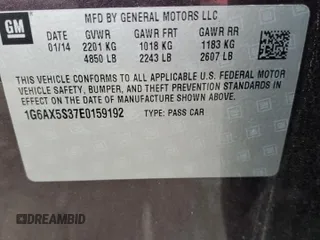 GM
MFD BY GENERAL MOTORS LLC
01/14
GVWR GAWR FRT GAWR RR
2201 KG 1018 KG 1183 KG
4850 LB 2243 LB 2607 LB
THIS VEHICLE CONFORMS TO ALL APPLICABLE U.S. FEDERAL MOTOR
VEHICLE SAFETY, BUMPER, AND THEFT PREVENTION STANDARDS IN
EFFECT ON THE DATE OF MANUFACTURE SHOWN ABOVE.
1G6AX5S37E0159192 TYPE: PASS CAR
DREAMBID